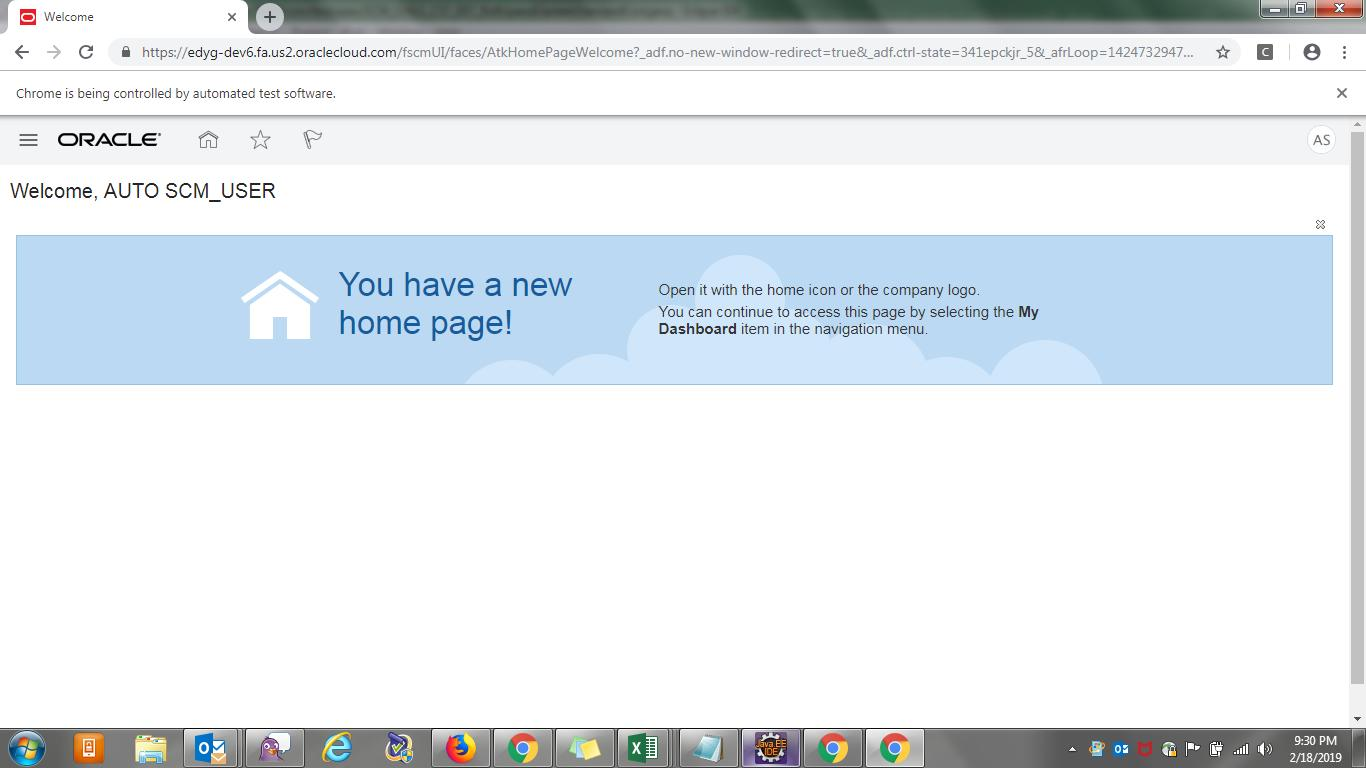 Welcome
https://edyg-dev6.fa.us2.oraclecloud.com/fscmUI/faces/AtkHomePageWelcome?_adf.no-new-window-redirect=true&_adf.ctrl-state=341epckjr_5&_afrLoop=1424732947...
C
Chrome is being controlled by automated test software.
ORACLE
AS
Welcome, AUTO SCM_USER
You have a new
home page!
Open it with the home icon or the company logo.
You can continue to access this page by selecting the My
Dashboard item in the navigation menu.
Java EE
IDE
9:30 PM
2/18/2019